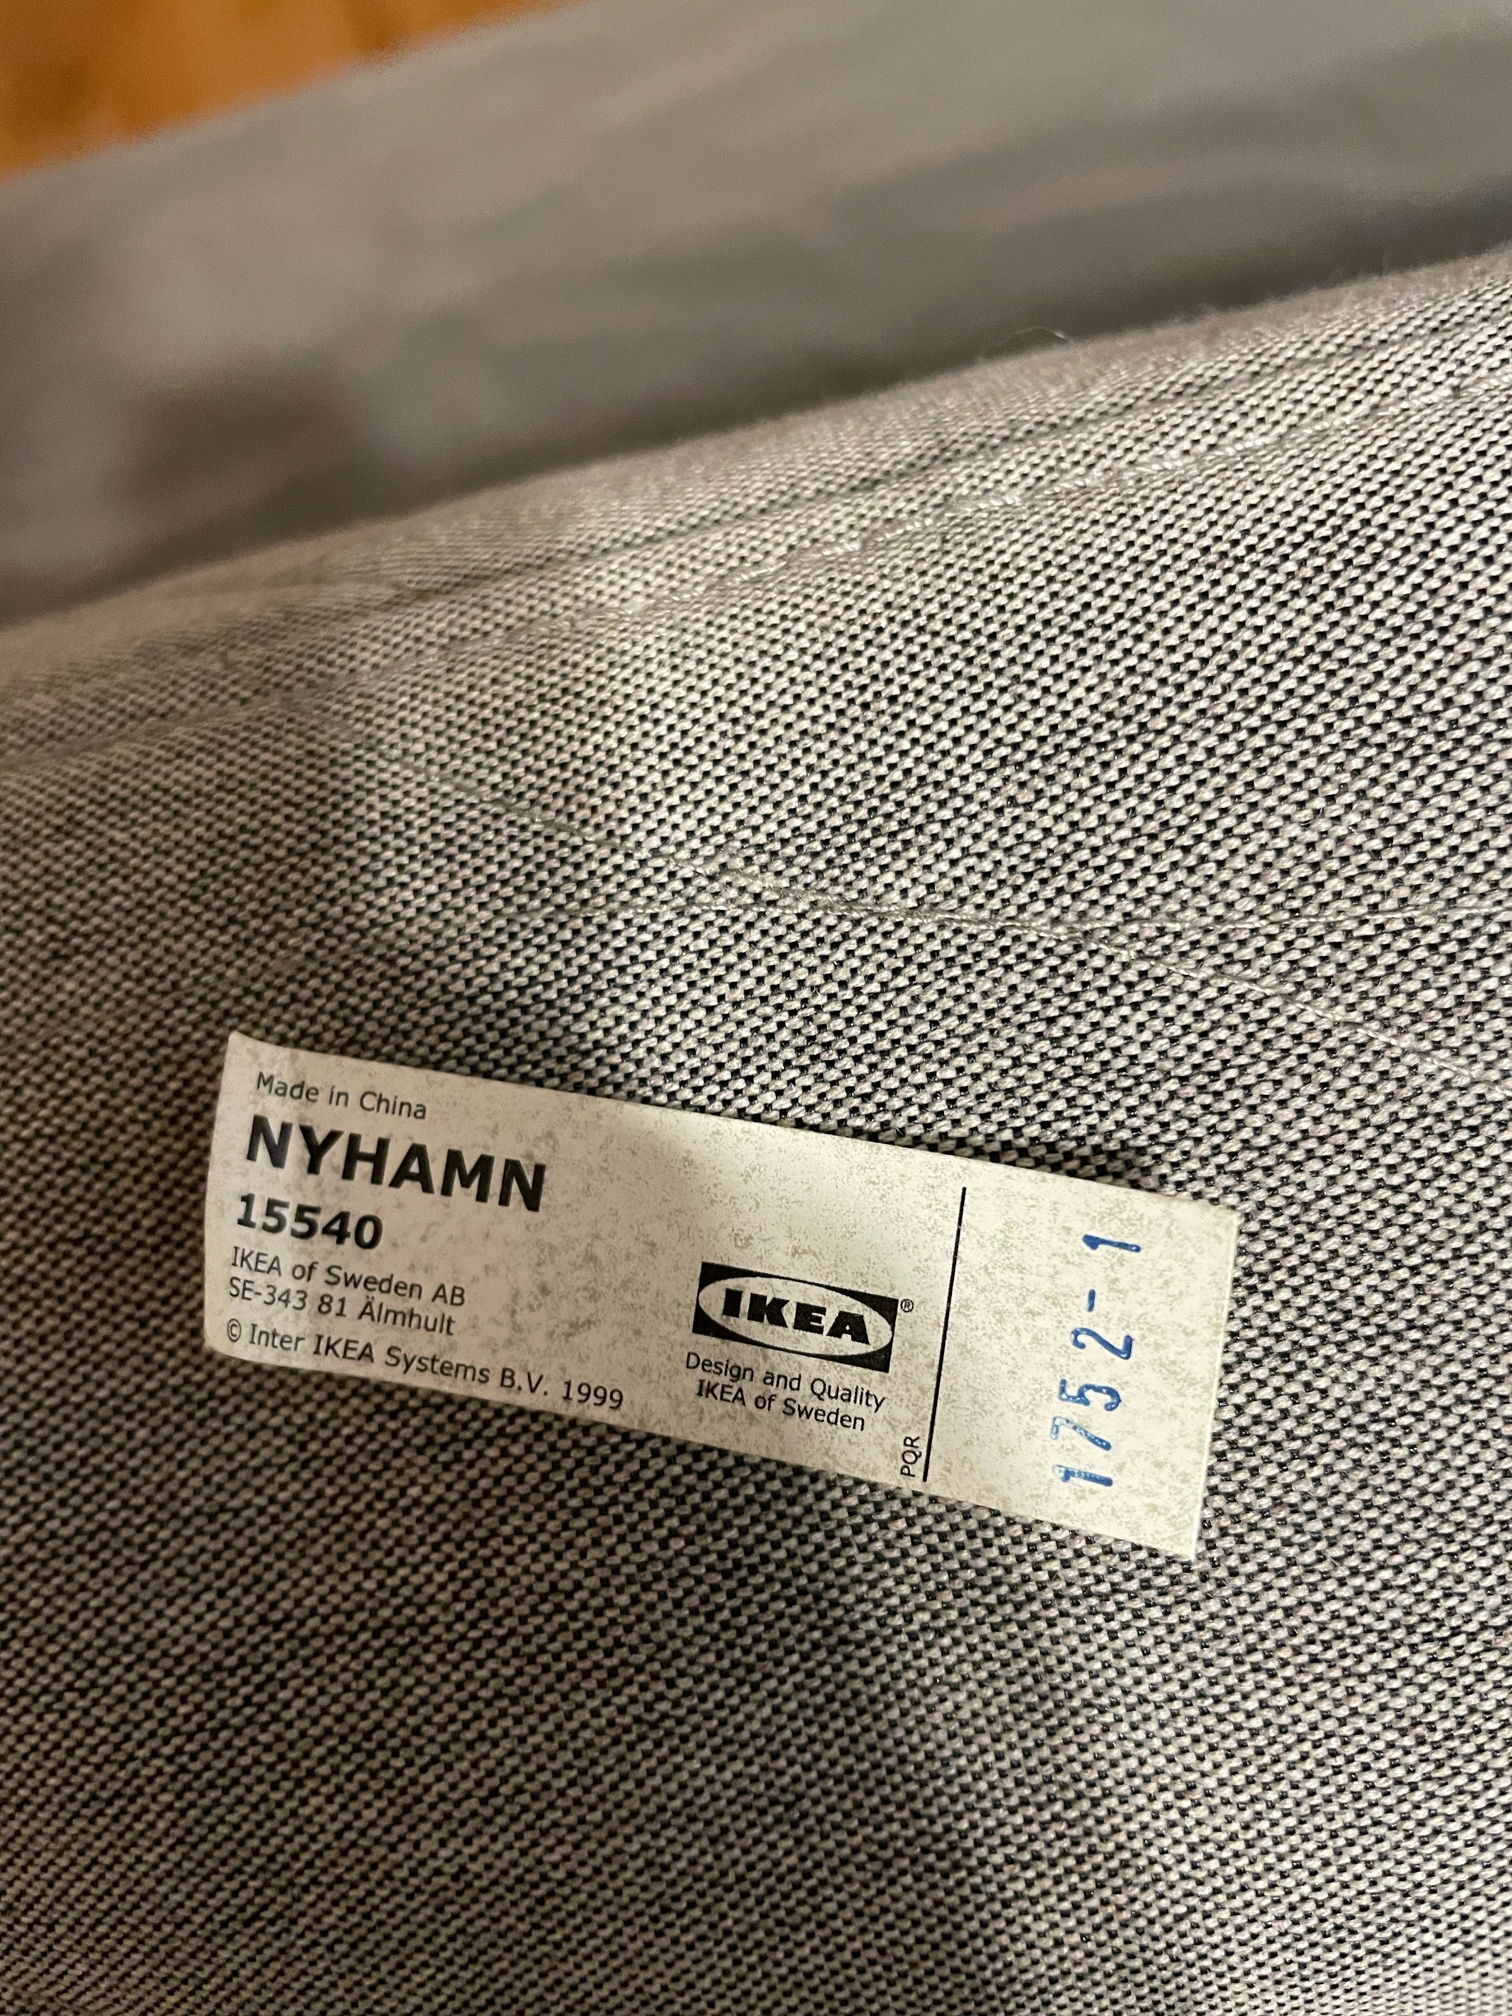 Made in China
NYHAMN
15540
IKEA of Sweden AB
SE-343 81 Älmhult
© Inter IKEA Systems B.V. 1999
IKEA®
Design and Quality
IKEA of Sweden
PQR
1752-1